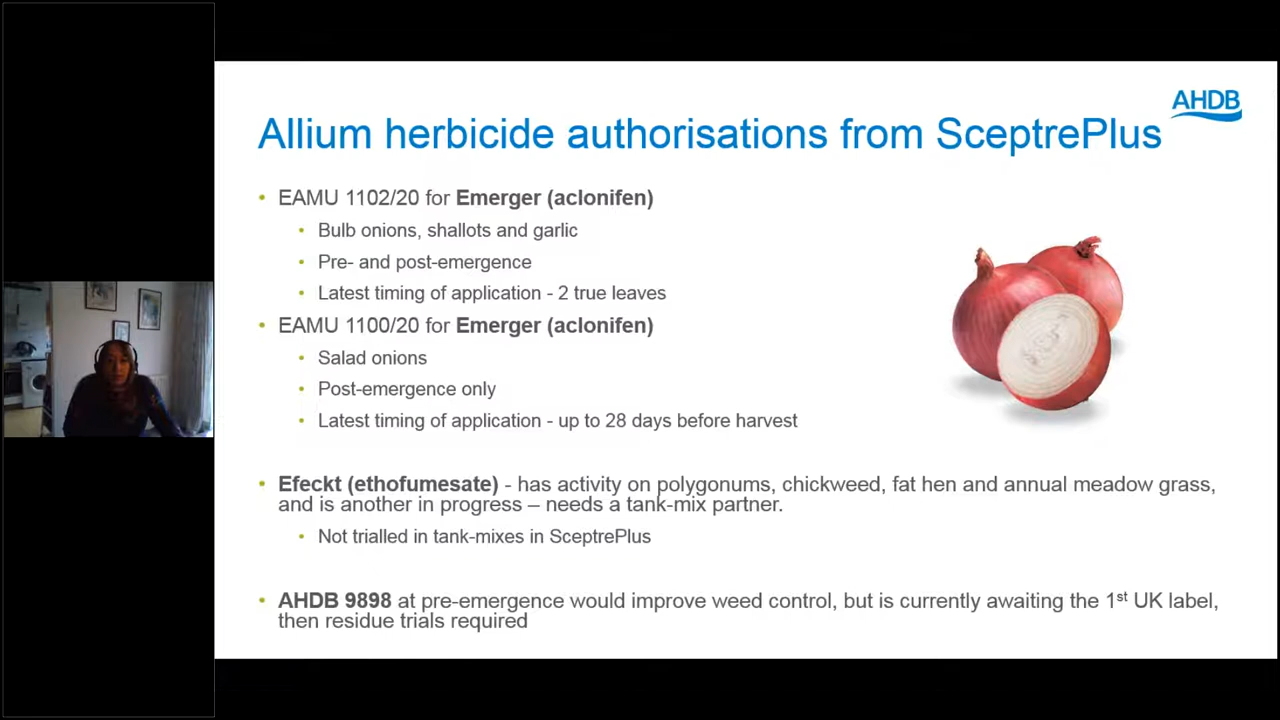 AHDB
Allium herbicide authorisations from SceptrePlus
• EAMU 1102/20 for Emerger (aclonifen)
• Bulb onions, shallots and garlic
• Pre- and post-emergence
• Latest timing of application - 2 true leaves
• EAMU 1100/20 for Emerger (aclonifen)
• Salad onions
• Post-emergence only
• Latest timing of application - up to 28 days before harvest
• Efeckt (ethofumesate) - has activity on polygonums, chickweed, fat hen and annual meadow grass,
and is another in progress – needs a tank-mix partner.
• Not trialled in tank-mixes in SceptrePlus
• AHDB 9898 at pre-emergence would improve weed control, but is currently awaiting the 1st UK label,
then residue trials required